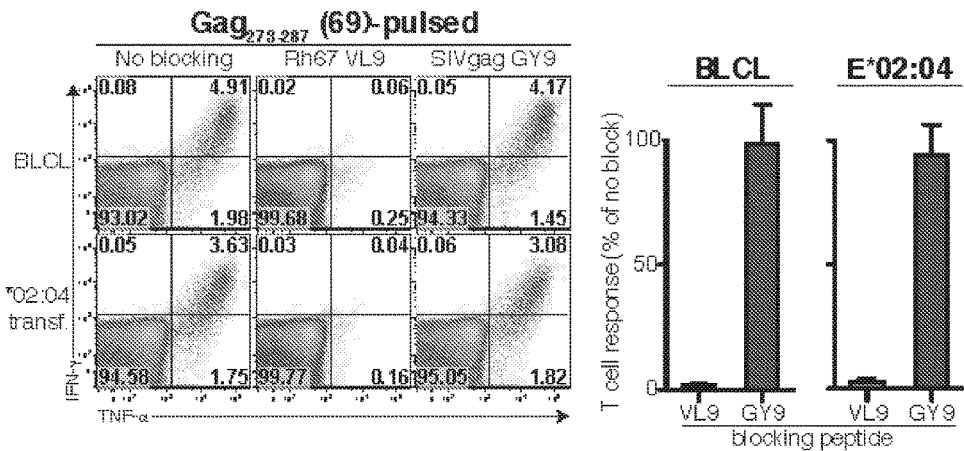 Gag273-287 (69)-pulsed
No blocking Rh67 VL9 SIVgag GY9
BLCL
0.08 4.91 0.02 0.06 0.05 4.17
93.02 1.98 99.68 0.25 94.33 1.45
*02:04
transf.
0.05 3.63 0.03 0.04 0.06 3.08
94.58 1.75 99.77 0.16 95.05 1.82
IFN-γ
TNF-α
BLCL E*02:04
T cell response (% of no block)
100
50
0
VL9 GY9 VL9 GY9
blocking peptide